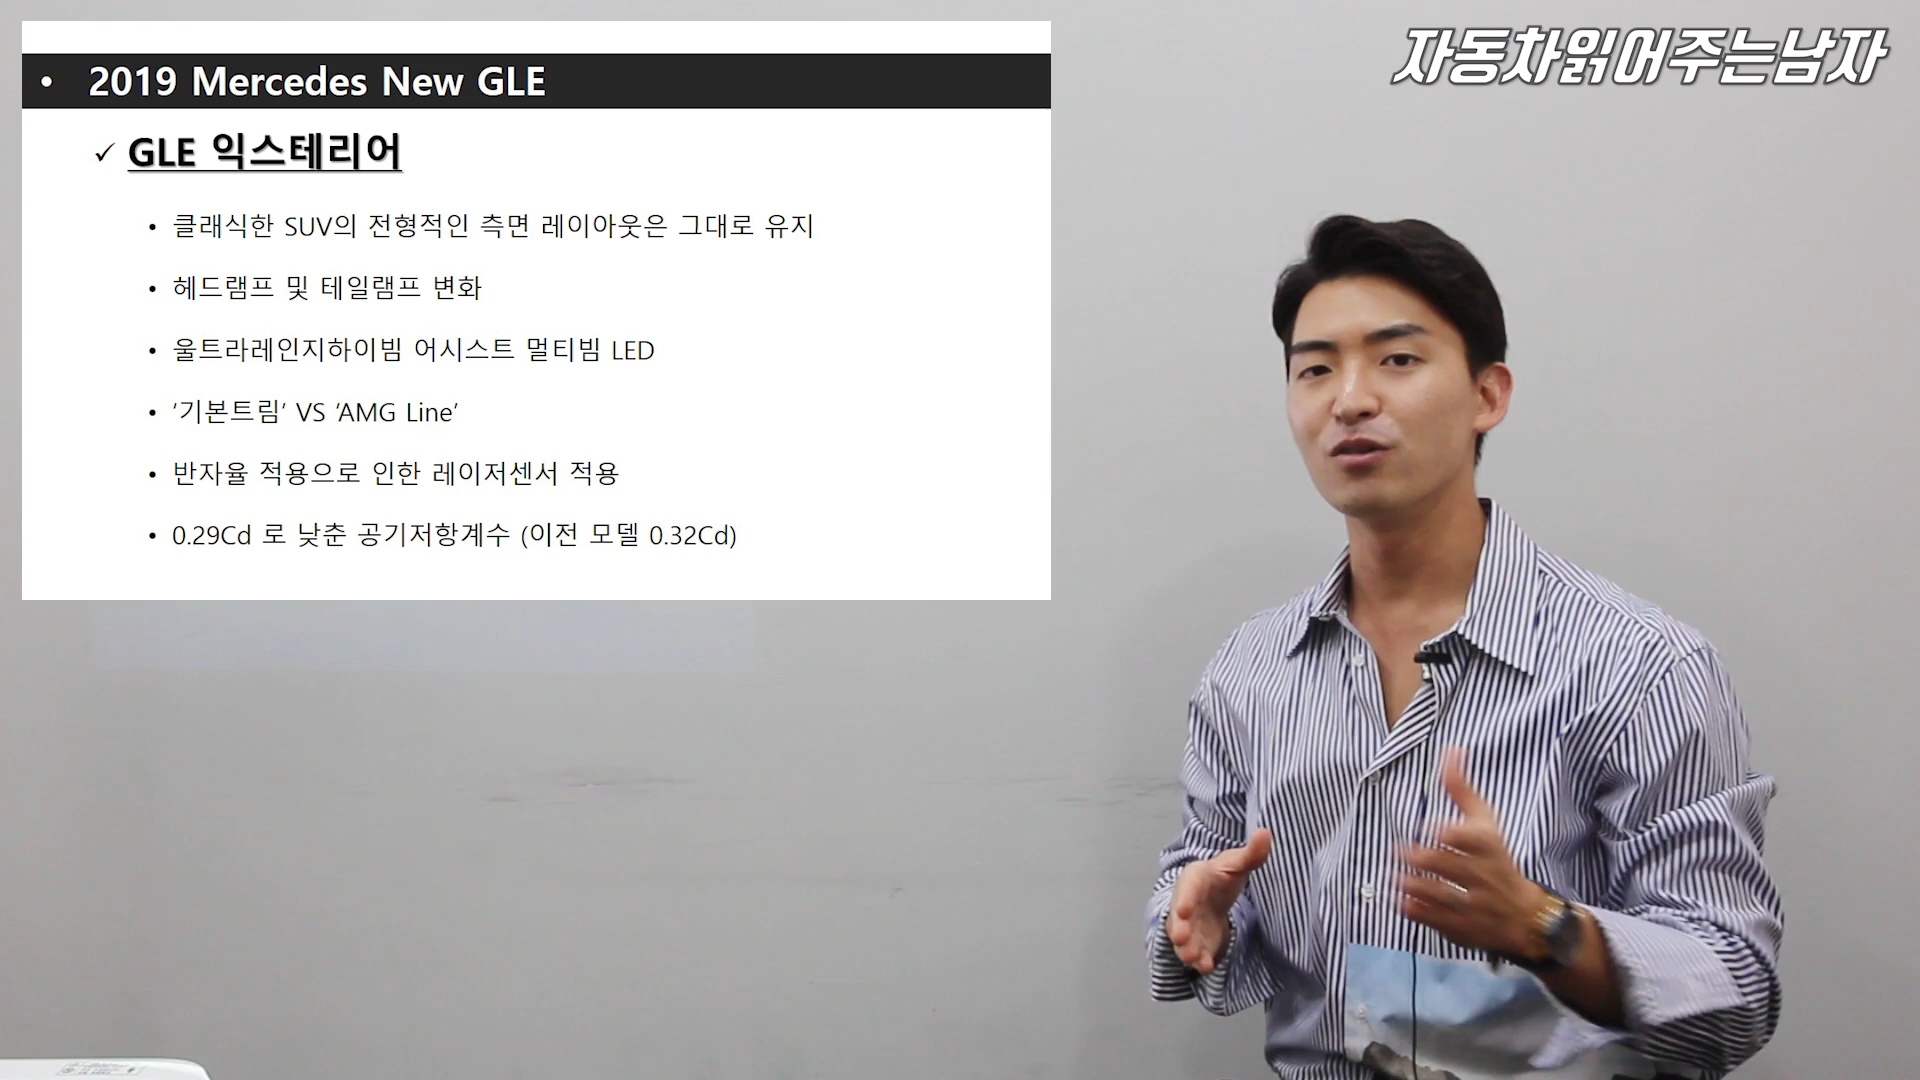 자동차읽어주는남자
• 2019 Mercedes New GLE
✓ GLE 익스테리어
• 클래식한 SUV의 전형적인 측면 레이아웃은 그대로 유지
• 헤드램프 및 테일램프 변화
• 울트라레인지하이빔 어시스트 멀티빔 LED
• ‘기본트림’ VS ‘AMG Line’
• 반자율 적용으로 인한 레이저센서 적용
• 0.29Cd 로 낮춘 공기저항계수 (이전 모델 0.32Cd)